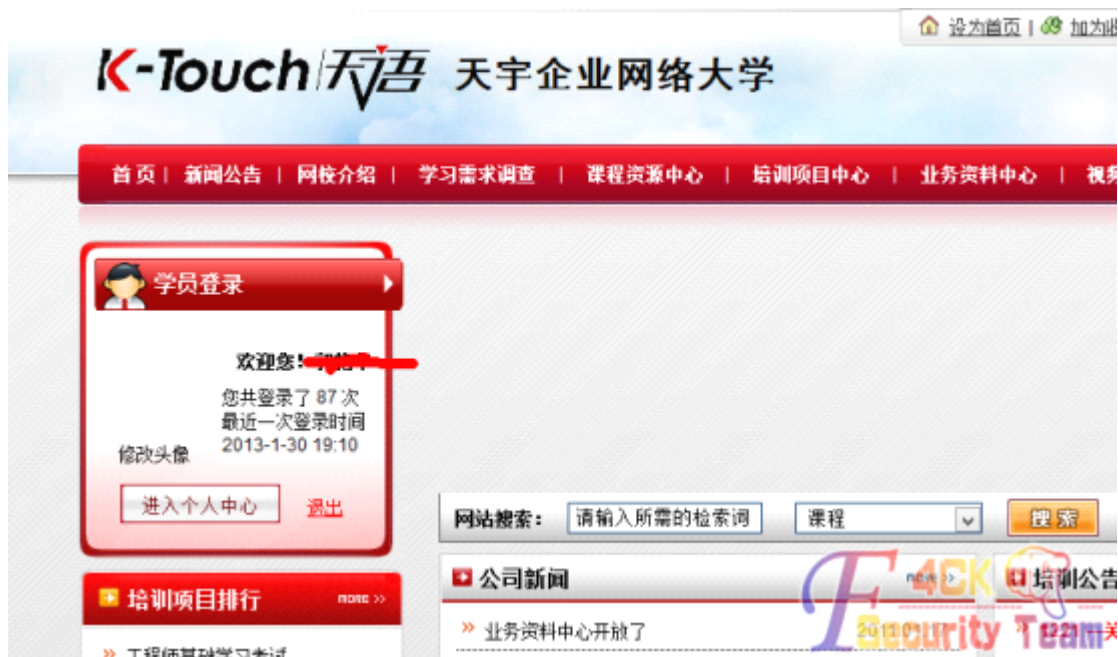 设为首页 | 加为收
K-Touch 天语 天宇企业网络大学
首 页 | 新闻公告 | 网校介绍 | 学习需求调查 | 课程资源中心 | 培训项目中心 | 业务资料中心 | 视频
学员登录
欢迎您!
您共登录了 87 次
最近一次登录时间
2013-1-30 19:10
修改头像
进入个人中心 退出
网站搜索: 请输入所需的检索词 课程 搜索
公司新闻 more >> 培训公告
培训项目排行 more >>
业务资料中心开放了
工程师基础学习考试
F4CK
Security Team